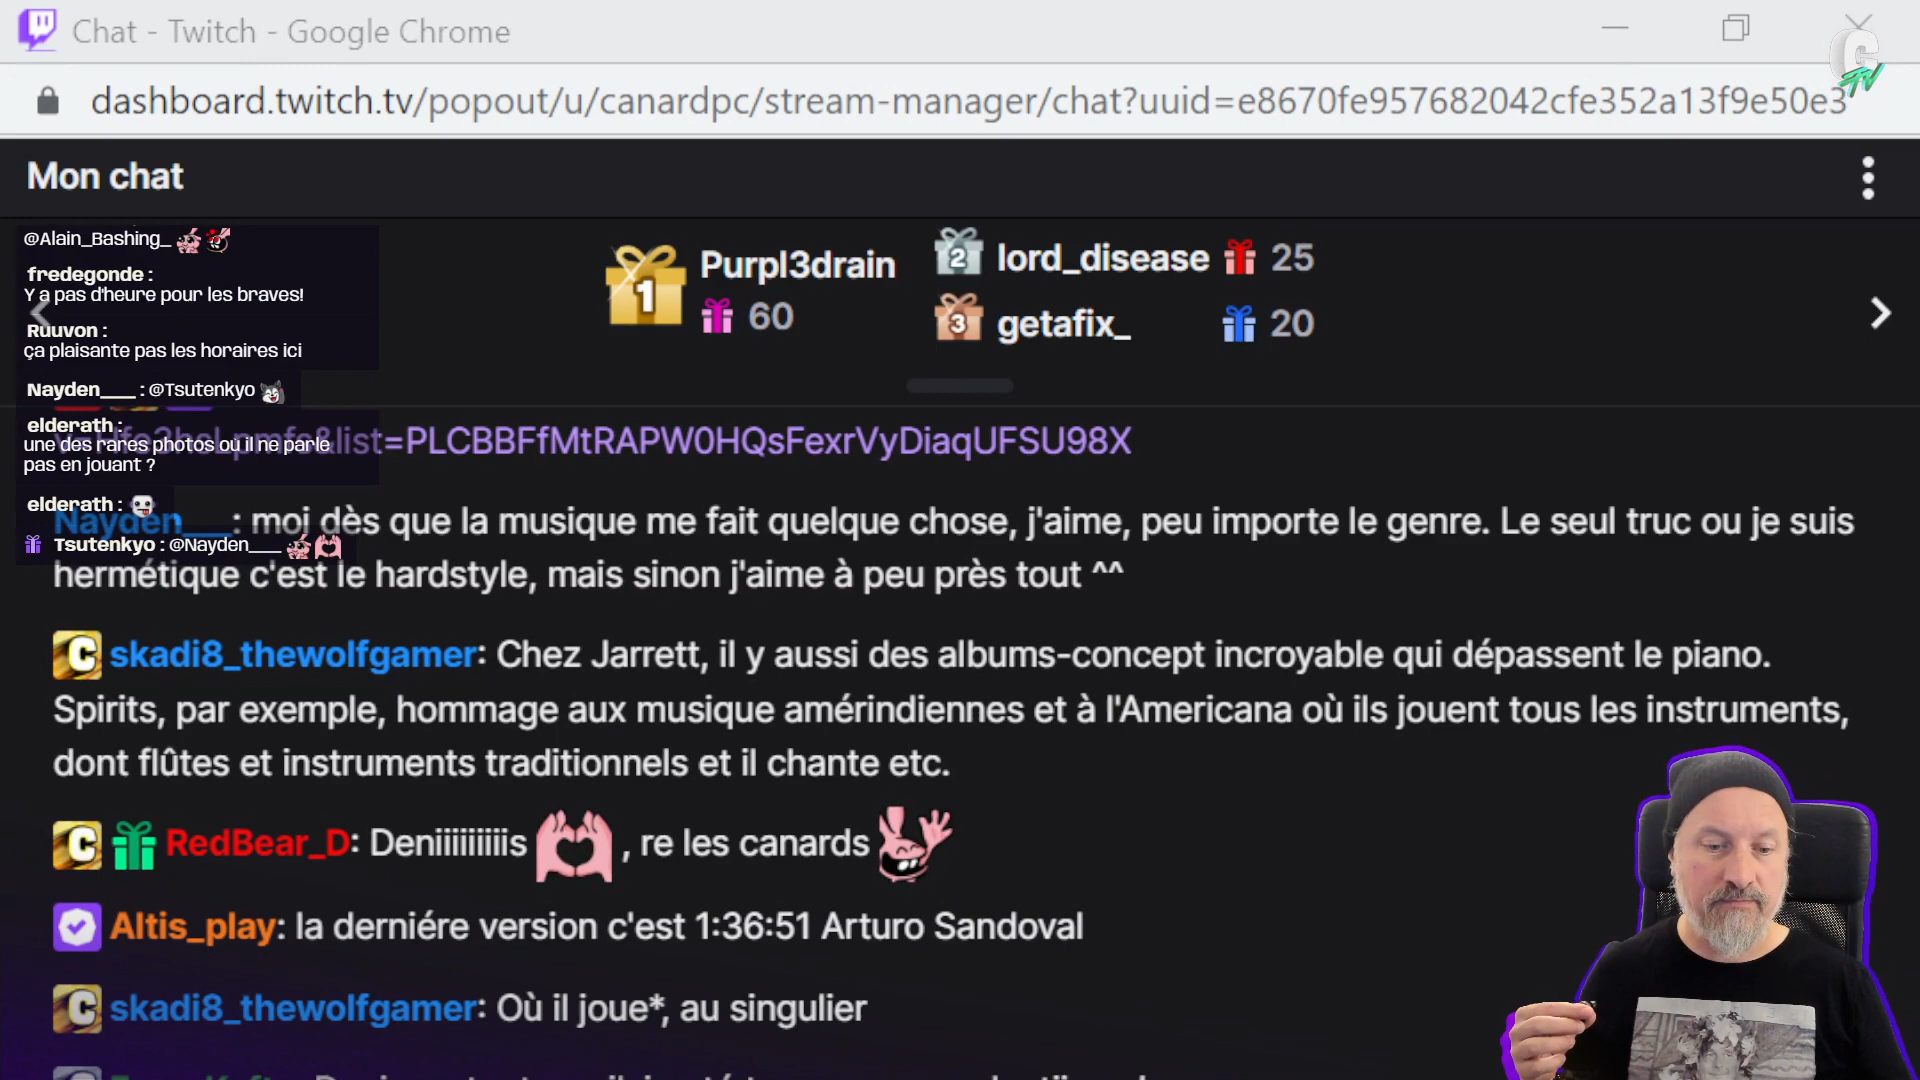 Chat - Twitch - Google Chrome
dashboard.twitch.tv/popout/u/canardpc/stream-manager/chat?uuid=e8670fe957682042cfe352a13f9e50e3
Mon chat
1 Purpl3drain
60
2 lord_disease 25
3 getafix_ 20
@Alain_Bashing_
fredegonde :
Y a pas d'heure pour les braves!
Ruuvon :
ça plaisante pas les horaires ici
Nayden___ : @Tsutenkyo
elderath :
une des rares photos où il ne parle
pas en jouant ?
elderath :
Tsutenkyo : @Nayden___
&list=PLCBBFfMtRAPW0HQsFexrVyDiaqUFSU98X
Nayden___: moi dès que la musique me fait quelque chose, j'aime, peu importe le genre. Le seul truc ou je suis
hermétique c'est le hardstyle, mais sinon j'aime à peu près tout ^^
skadi8_thewolfgamer: Chez Jarrett, il y aussi des albums-concept incroyable qui dépassent le piano.
Spirits, par exemple, hommage aux musique amérindiennes et à l'Americana où ils jouent tous les instruments,
dont flûtes et instruments traditionnels et il chante etc.
RedBear_D: Deniiiiiiiiis , re les canards
Altis_play: la derniére version c'est 1:36:51 Arturo Sandoval
skadi8_thewolfgamer: Où il joue*, au singulier